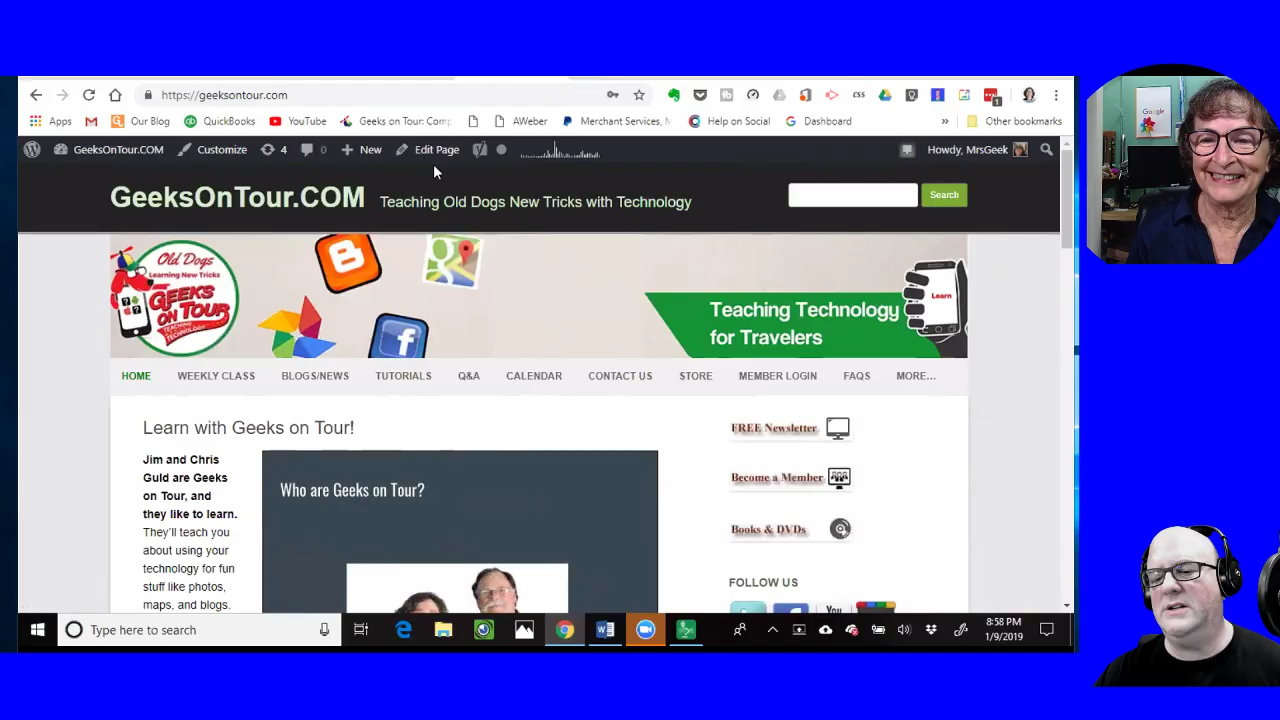 https://geeksontour.com
1
Apps Our Blog QuickBooks YouTube Geeks on Tour: Comp AWeber Merchant Services, N Help on Social Dashboard » Other bookmarks
GeeksOnTour.COM Customize 4 0 New Edit Page Howdy, MrsGeek
GeeksOnTour.COM Teaching Old Dogs New Tricks with Technology Search
Old Dogs
Learning New Tricks
GEEKS
ON TOUR
TEACHING
TECHNOLOGY
Teaching Technology
for Travelers
Learn
HOME WEEKLY CLASS BLOGS/NEWS TUTORIALS Q&A CALENDAR CONTACT US STORE MEMBER LOGIN FAQS MORE...
Learn with Geeks on Tour!
Jim and Chris
Guld are Geeks
on Tour, and
they like to learn.
They'll teach you
about using your
technology for fun
stuff like photos,
maps, and blogs.
Who are Geeks on Tour?
FREE Newsletter
Become a Member
Books & DVDs
FOLLOW US
You
Type here to search
8:58 PM
1/9/2019
Google